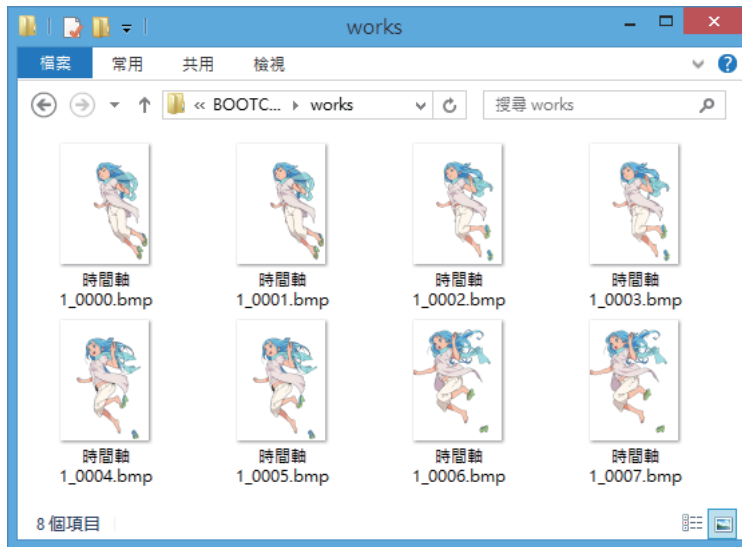 works
檔案 常用 共用 檢視
« BOOTC... ▸ works 搜尋 works
時間軸 時間軸 時間軸 時間軸
1_0000.bmp 1_0001.bmp 1_0002.bmp 1_0003.bmp
時間軸 時間軸 時間軸 時間軸
1_0004.bmp 1_0005.bmp 1_0006.bmp 1_0007.bmp
8 個項目